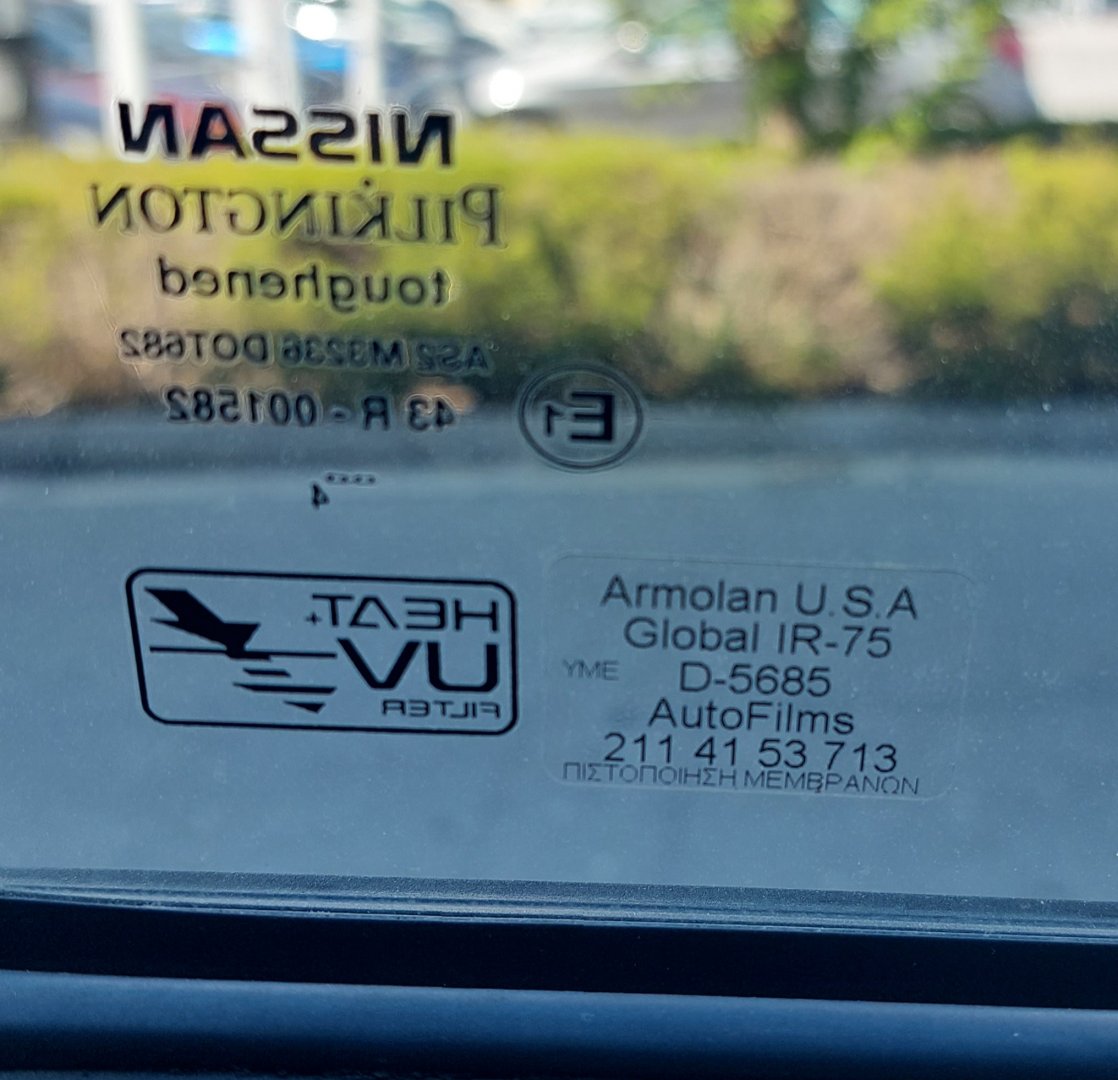 NISSAN
PILKINGTON
toughened
AS2 M3236 DOT682
43 R - 001582
E1
4
HEAT+
UV
FILTER
Armolan U.S.A
Global IR-75
ΥΜΕ D-5685
AutoFilms
211 41 53 713
ΠΙΣΤΟΠΟΙΗΣΗ ΜΕΜΒΡΑΝΩΝ